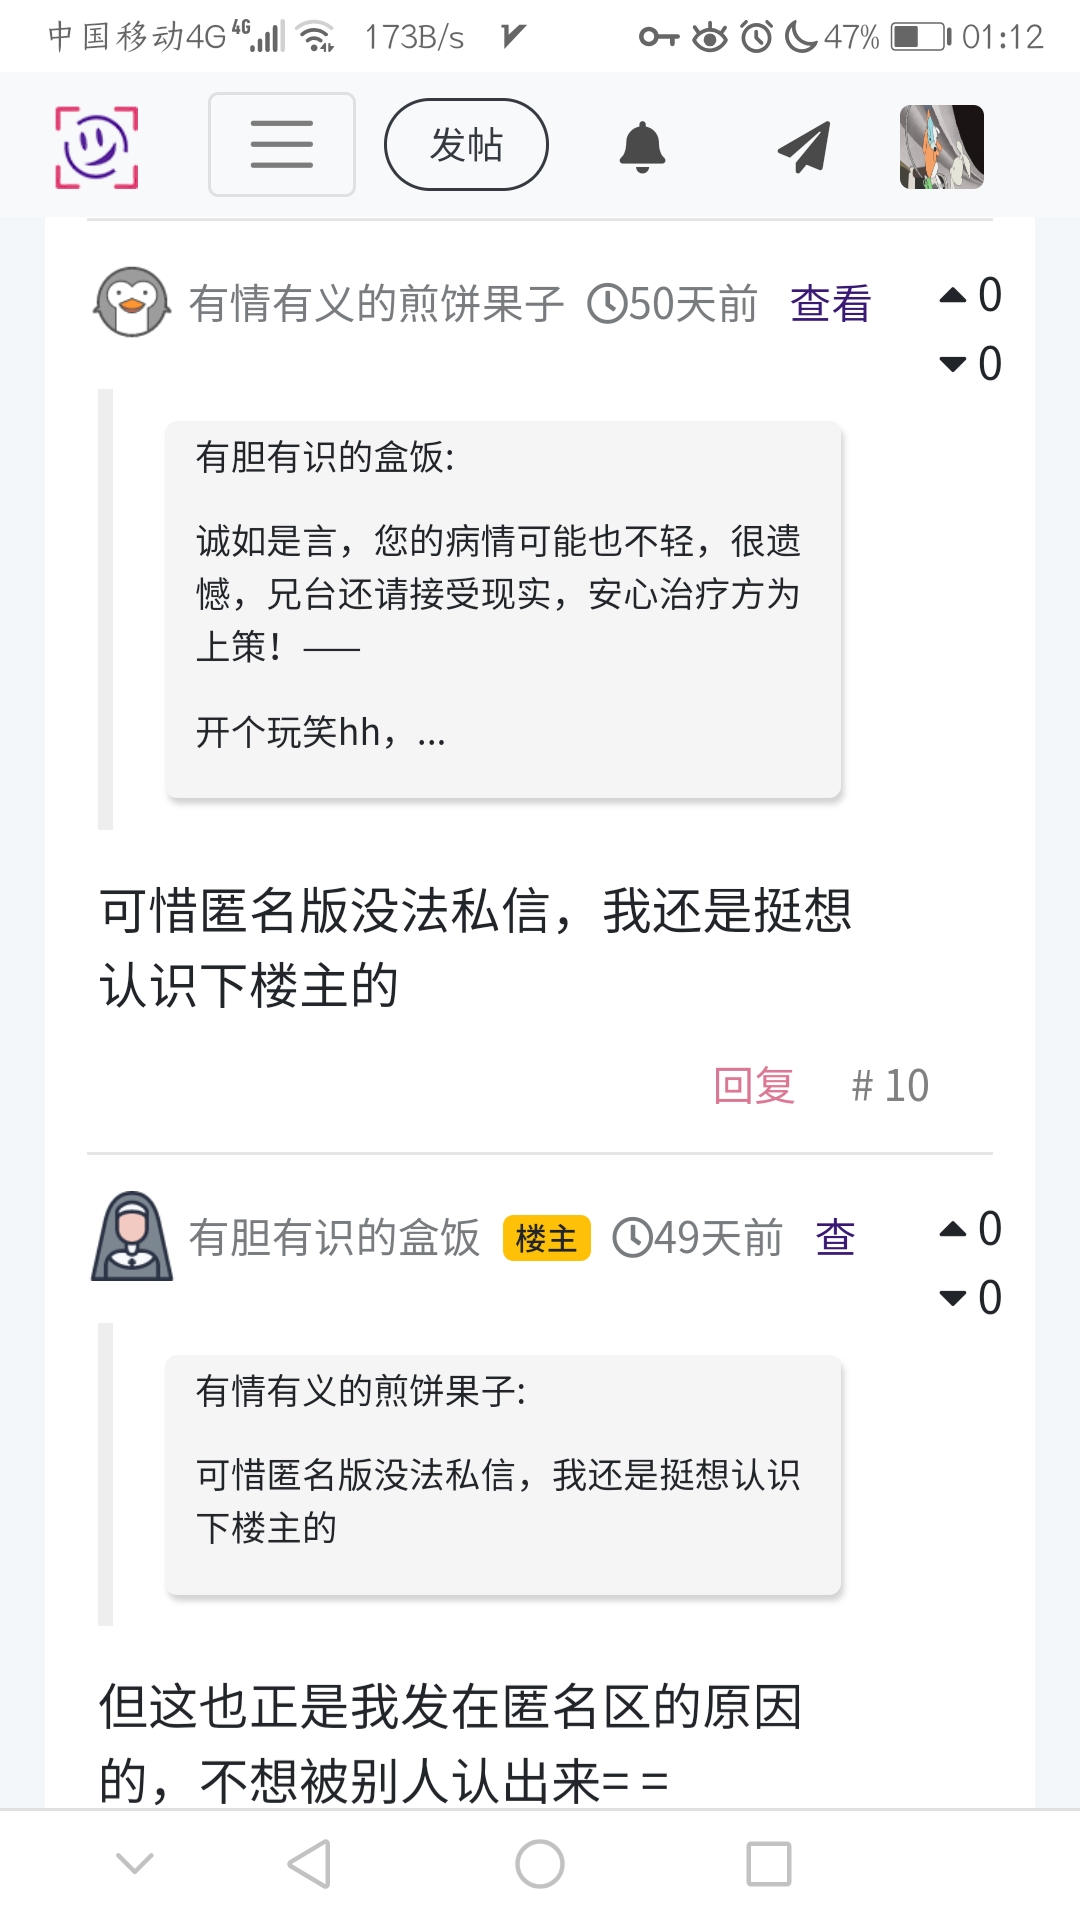 中国移动4G 4G 173B/s 47% 01:12
发帖
有情有义的煎饼果子 50天前 查看 0
0
有胆有识的盒饭:
诚如是言，您的病情可能也不轻，很遗
憾，兄台还请接受现实，安心治疗方为
上策！——
开个玩笑hh，...
可惜匿名版没法私信，我还是挺想
认识下楼主的
回复 # 10
有胆有识的盒饭 楼主 49天前 查 0
0
有情有义的煎饼果子:
可惜匿名版没法私信，我还是挺想认识
下楼主的
但这也正是我发在匿名区的原因
的，不想被别人认出来= =